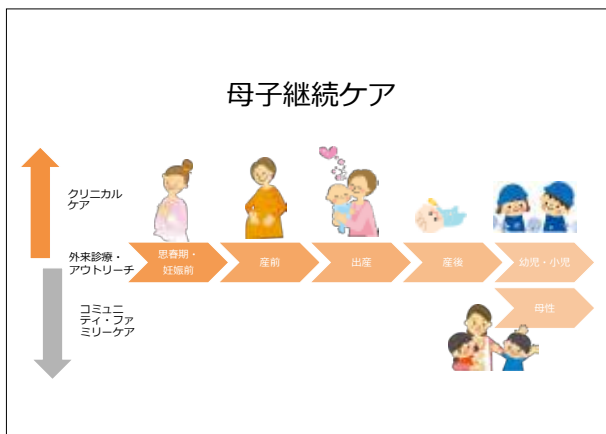 母子継続ケア
クリニカル
ケア
外来診療・
アウトリーチ
コミュニ
ティ・ファ
ミリーケア
思春期・
妊娠前
産前
出産
産後
幼児・小児
母性